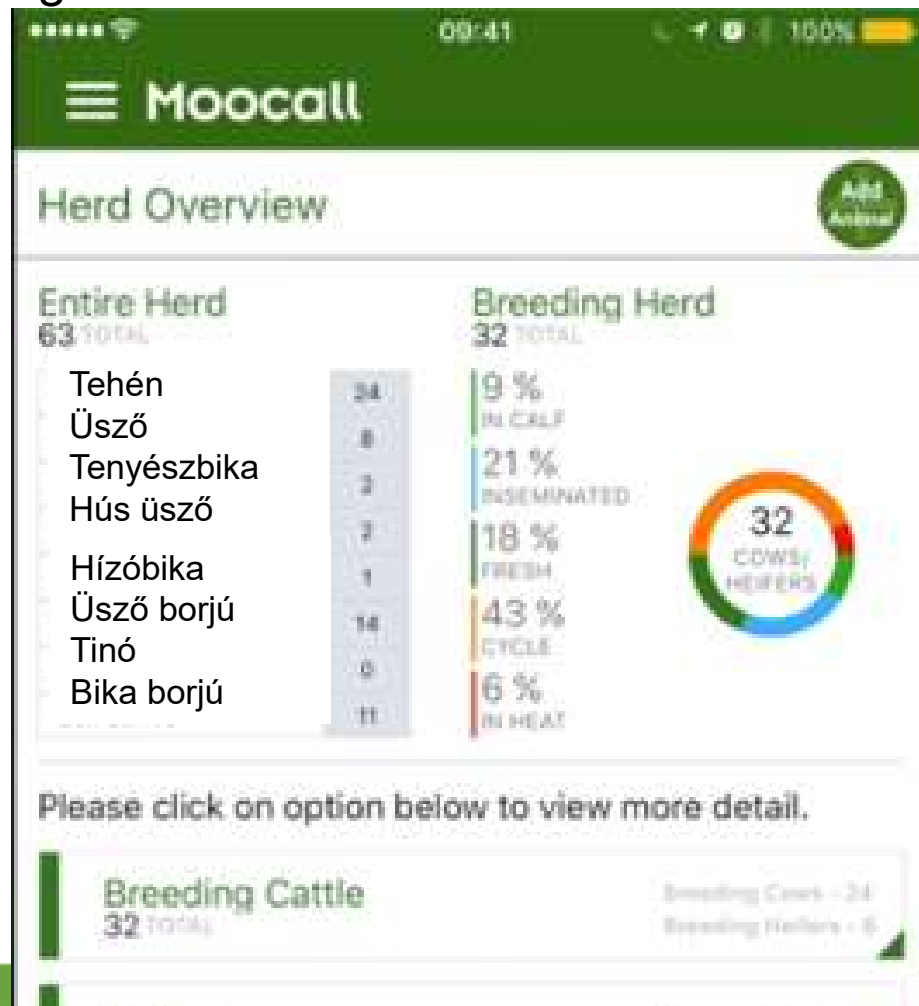 09:41 100%
Moocall
Herd Overview
Add
Animal
Entire Herd
63 TOTAL
Tehén 24
Üsző 8
Tenyészbika
Hús üsző 2
Hízóbika 1
Üsző borjú 14
Tinó 0
Bika borjú 11
Breeding Herd
32 TOTAL
9 %
IN CALF
21 %
INSEMINATED
18 %
FRESH
43 %
CYCLE
6 %
IN HEAT
32
COWS/
HEIFERS
Please click on option below to view more detail.
Breeding Cattle
32 TOTAL
Breeding Cows - 24
Breeding Heifers - 8